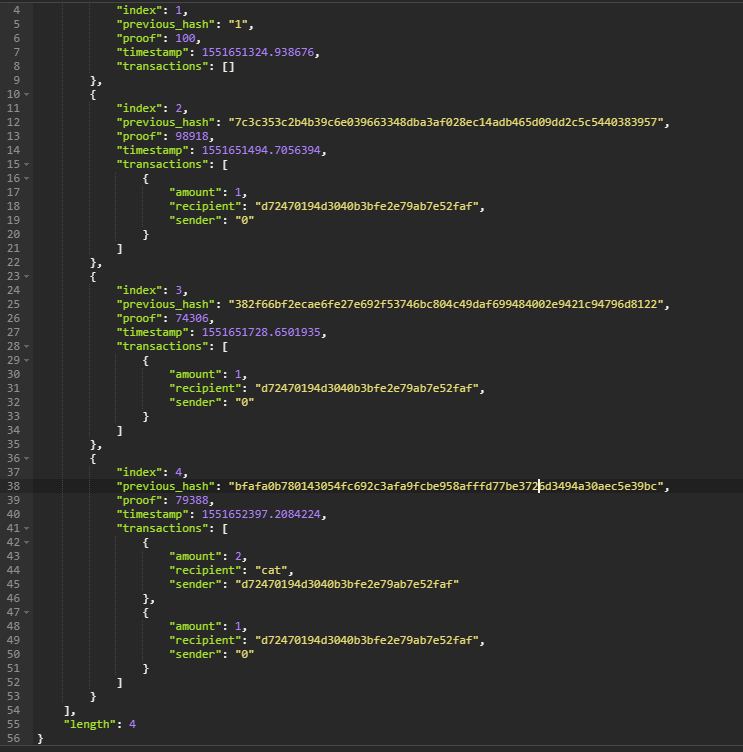 4 "index": 1,
5 "previous_hash": "1",
6 "proof": 100,
7 "timestamp": 1551651324.938676,
8 "transactions": []
9 },
10 {
11 "index": 2,
12 "previous_hash": "7c3c353c2b4b39c6e039663348dba3af028ec14adb465d09dd2c5c5440383957",
13 "proof": 98918,
14 "timestamp": 1551651494.7056394,
15 "transactions": [
16 {
17 "amount": 1,
18 "recipient": "d72470194d3040b3bfe2e79ab7e52faf",
19 "sender": "0"
20 }
21 ]
22 },
23 {
24 "index": 3,
25 "previous_hash": "382f66bf2ecae6fe27e692f53746bc804c49daf699484002e9421c94796d8122",
26 "proof": 74306,
27 "timestamp": 1551651728.6501935,
28 "transactions": [
29 {
30 "amount": 1,
31 "recipient": "d72470194d3040b3bfe2e79ab7e52faf",
32 "sender": "0"
33 }
34 ]
35 },
36 {
37 "index": 4,
38 "previous_hash": "bfafa0b780143054fc692c3afa9fcbe958afffd77be3726d3494a30aec5e39bc",
39 "proof": 79388,
40 "timestamp": 1551652397.2084224,
41 "transactions": [
42 {
43 "amount": 2,
44 "recipient": "cat",
45 "sender": "d72470194d3040b3bfe2e79ab7e52faf"
46 },
47 {
48 "amount": 1,
49 "recipient": "d72470194d3040b3bfe2e79ab7e52faf",
50 "sender": "0"
51 }
52 ]
53 }
54 ],
55 "length": 4
56 }